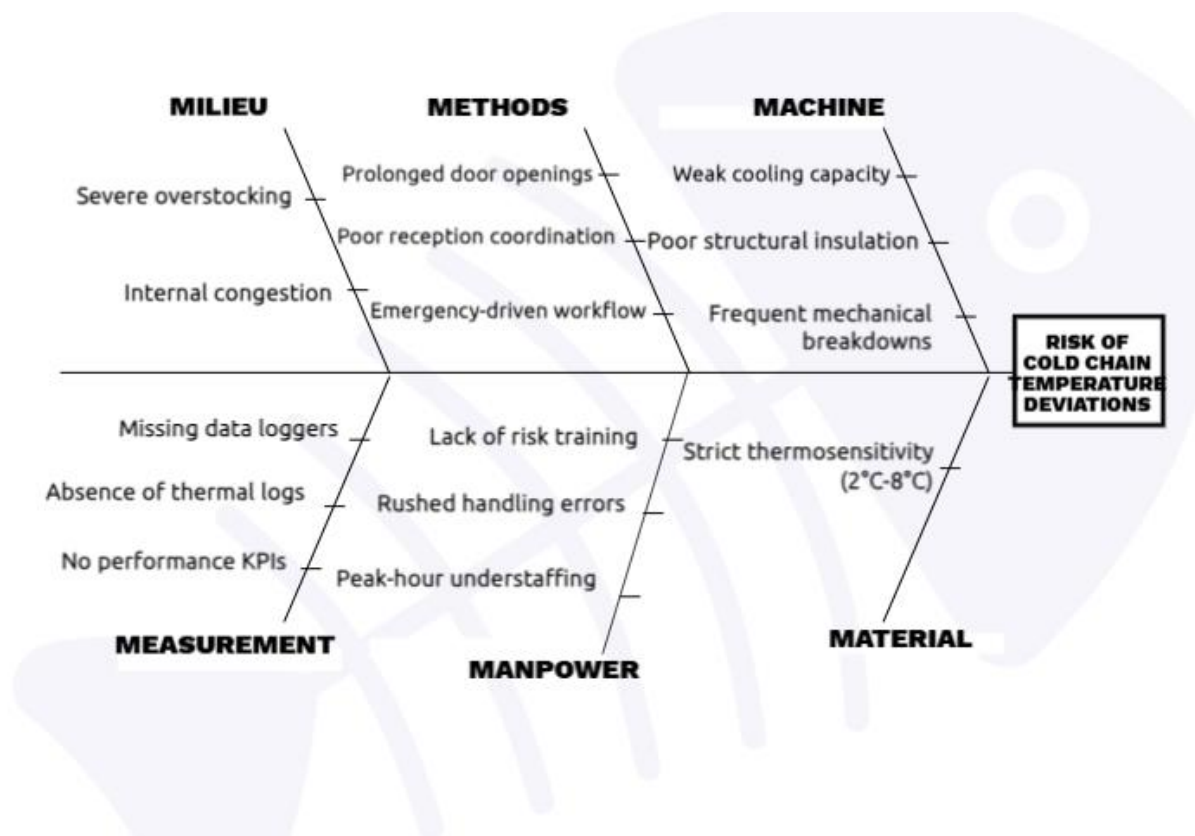 MILIEU
METHODS
MACHINE
Severe overstocking
Internal congestion
Prolonged door openings
Poor reception coordination
Emergency-driven workflow
Weak cooling capacity
Poor structural insulation
Frequent mechanical
breakdowns
RISK OF
COLD CHAIN
TEMPERATURE
DEVIATIONS
Missing data loggers
Absence of thermal logs
No performance KPIs
Lack of risk training
Rushed handling errors
Peak-hour understaffing
Strict thermosensitivity
(2°C-8°C)
MEASUREMENT
MANPOWER
MATERIAL